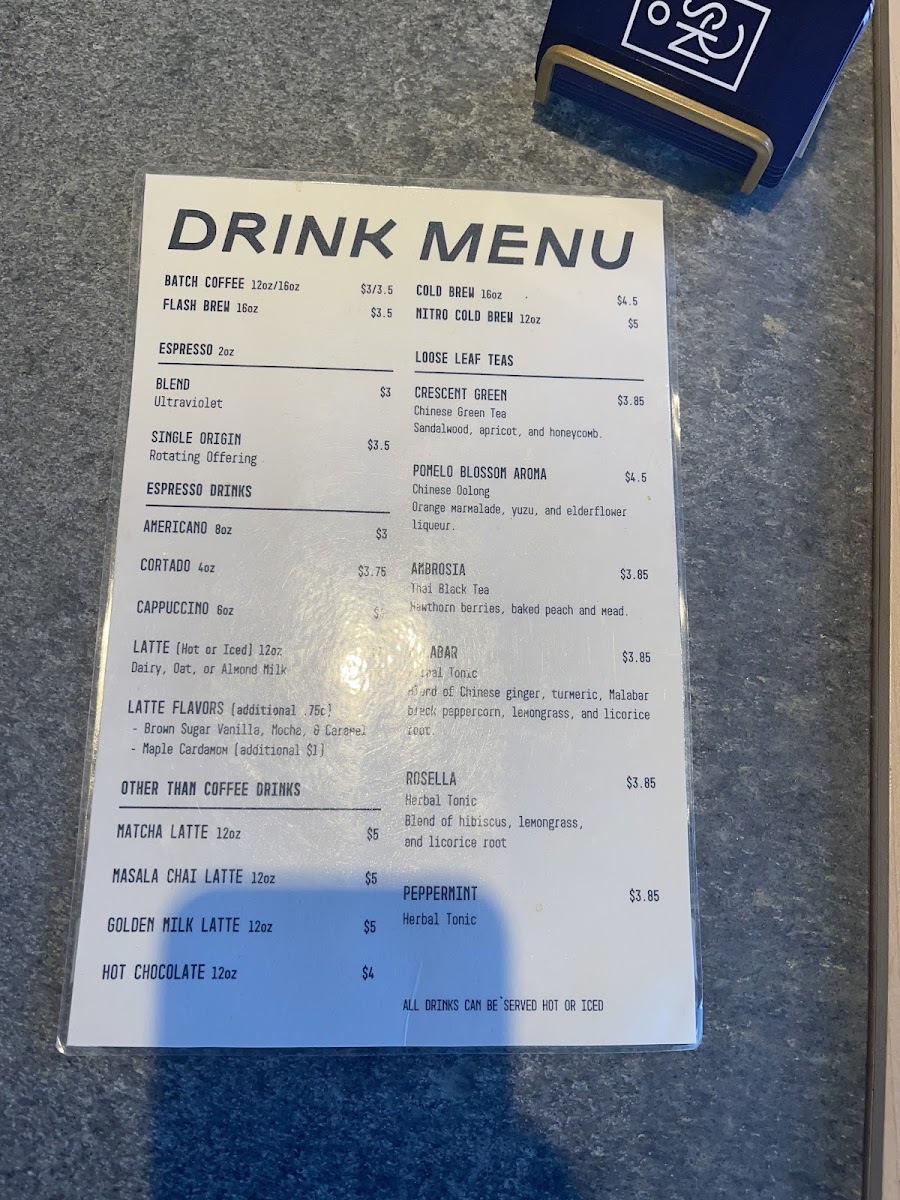 DRINK MENU
BATCH COFFEE 12oz/16oz $3/3.5
FLASH BREW 16oz $3.5
ESPRESSO 2oz
BLEND $3
Ultraviolet
SINGLE ORIGIN $3.5
Rotating Offering
ESPRESSO DRINKS
AMERICANO 8oz $3
CORTADO 4oz $3.75
CAPPUCCINO 6oz
LATTE (Hot or Iced) 12oz
Dairy, Oat, or Almond Milk
LATTE FLAVORS (additional .75c)
- Brown Sugar Vanilla, Mocha, & Caramel
- Maple Cardamom (additional $1)
OTHER THAN COFFEE DRINKS
MATCHA LATTE 12oz $5
MASALA CHAI LATTE 12oz $5
GOLDEN MILK LATTE 12oz $5
HOT CHOCOLATE 12oz $4
COLD BREW 16oz $4.5
NITRO COLD BREW 12oz $5
LOOSE LEAF TEAS
CRESCENT GREEN $3.85
Chinese Green Tea
Sandalwood, apricot, and honeycomb.
POMELO BLOSSOM AROMA $4.5
Chinese Oolong
Orange marmalade, yuzu, and elderflower
liqueur.
AMBROSIA $3.85
Thai Black Tea
Hawthorn berries, baked peach and mead.
$3.85
Tonic
Blend of Chinese ginger, turmeric, Malabar
black peppercorn, lemongrass, and licorice
root.
ROSELLA $3.85
Herbal Tonic
Blend of hibiscus, lemongrass,
and licorice root
PEPPERMINT $3.85
Herbal Tonic
ALL DRINKS CAN BE SERVED HOT OR ICED